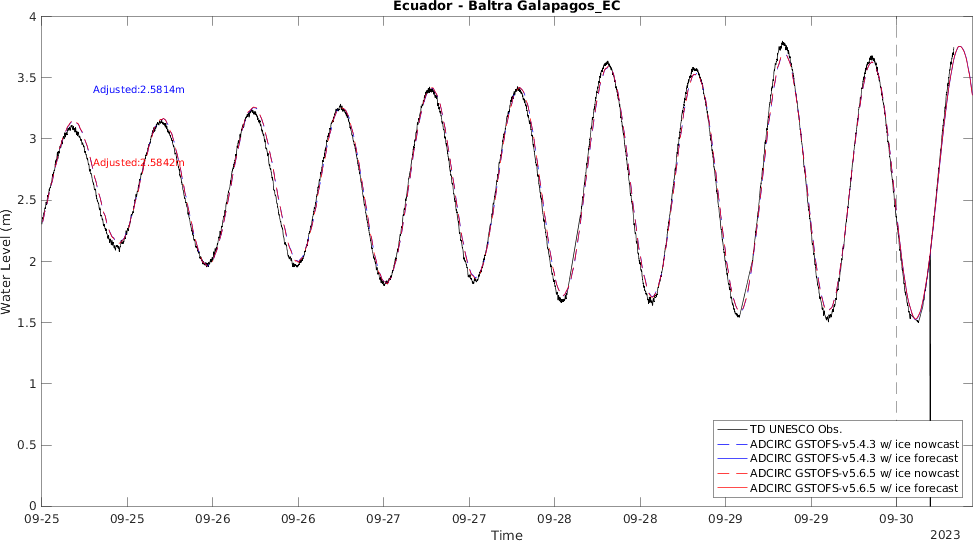 Ecuador - Baltra Galapagos_EC
4
3.5
3
2.5
2
1.5
1
0.5
0
Water Level (m)
Adjusted:2.5814m
Adjusted:2.5842m
TD UNESCO Obs.
ADCIRC GSTOFS-v5.4.3 w/ ice nowcast
ADCIRC GSTOFS-v5.4.3 w/ ice forecast
ADCIRC GSTOFS-v5.6.5 w/ ice nowcast
ADCIRC GSTOFS-v5.6.5 w/ ice forecast
09-25 09-25 09-26 09-26 09-27 09-27 09-28 09-28 09-29 09-29 09-30
Time
2023